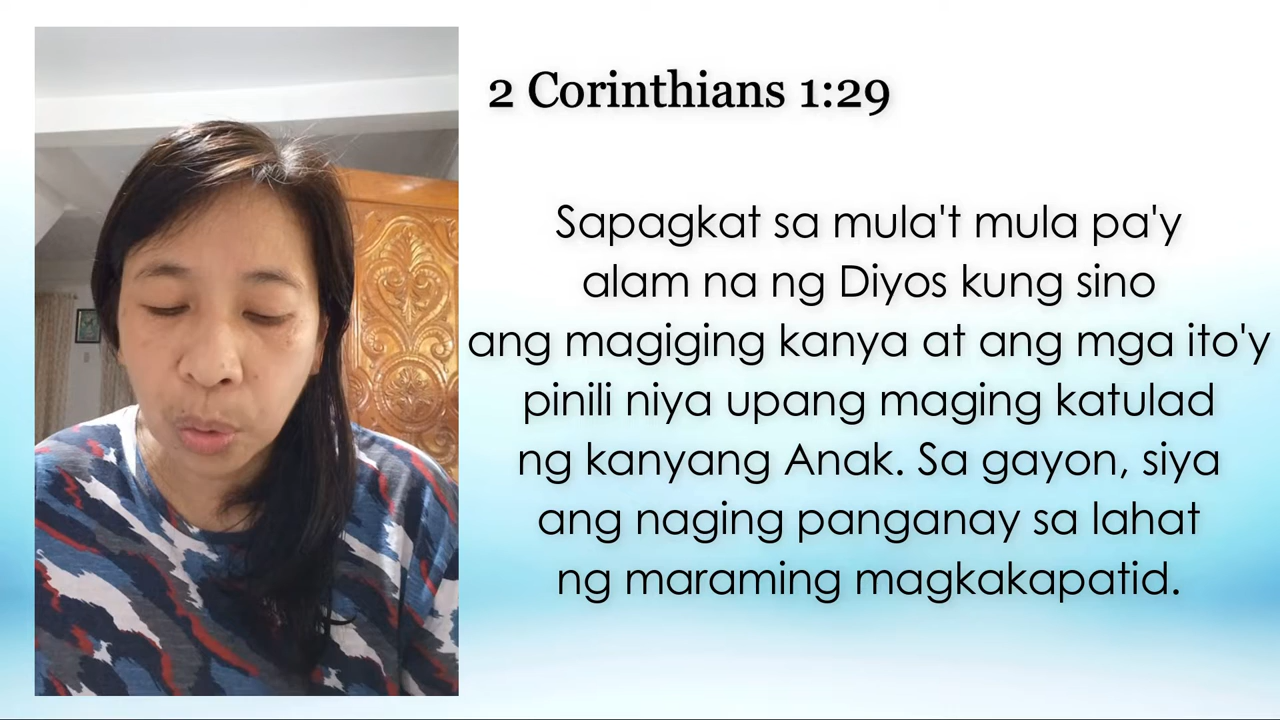 2 Corinthians 1:29
Sapagkat sa mula't mula pa'y
alam na ng Diyos kung sino
ang magiging kanya at ang mga ito'y
pinili niya upang maging katulad
ng kanyang Anak. Sa gayon, siya
ang naging panganay sa lahat
ng maraming magkakapatid.